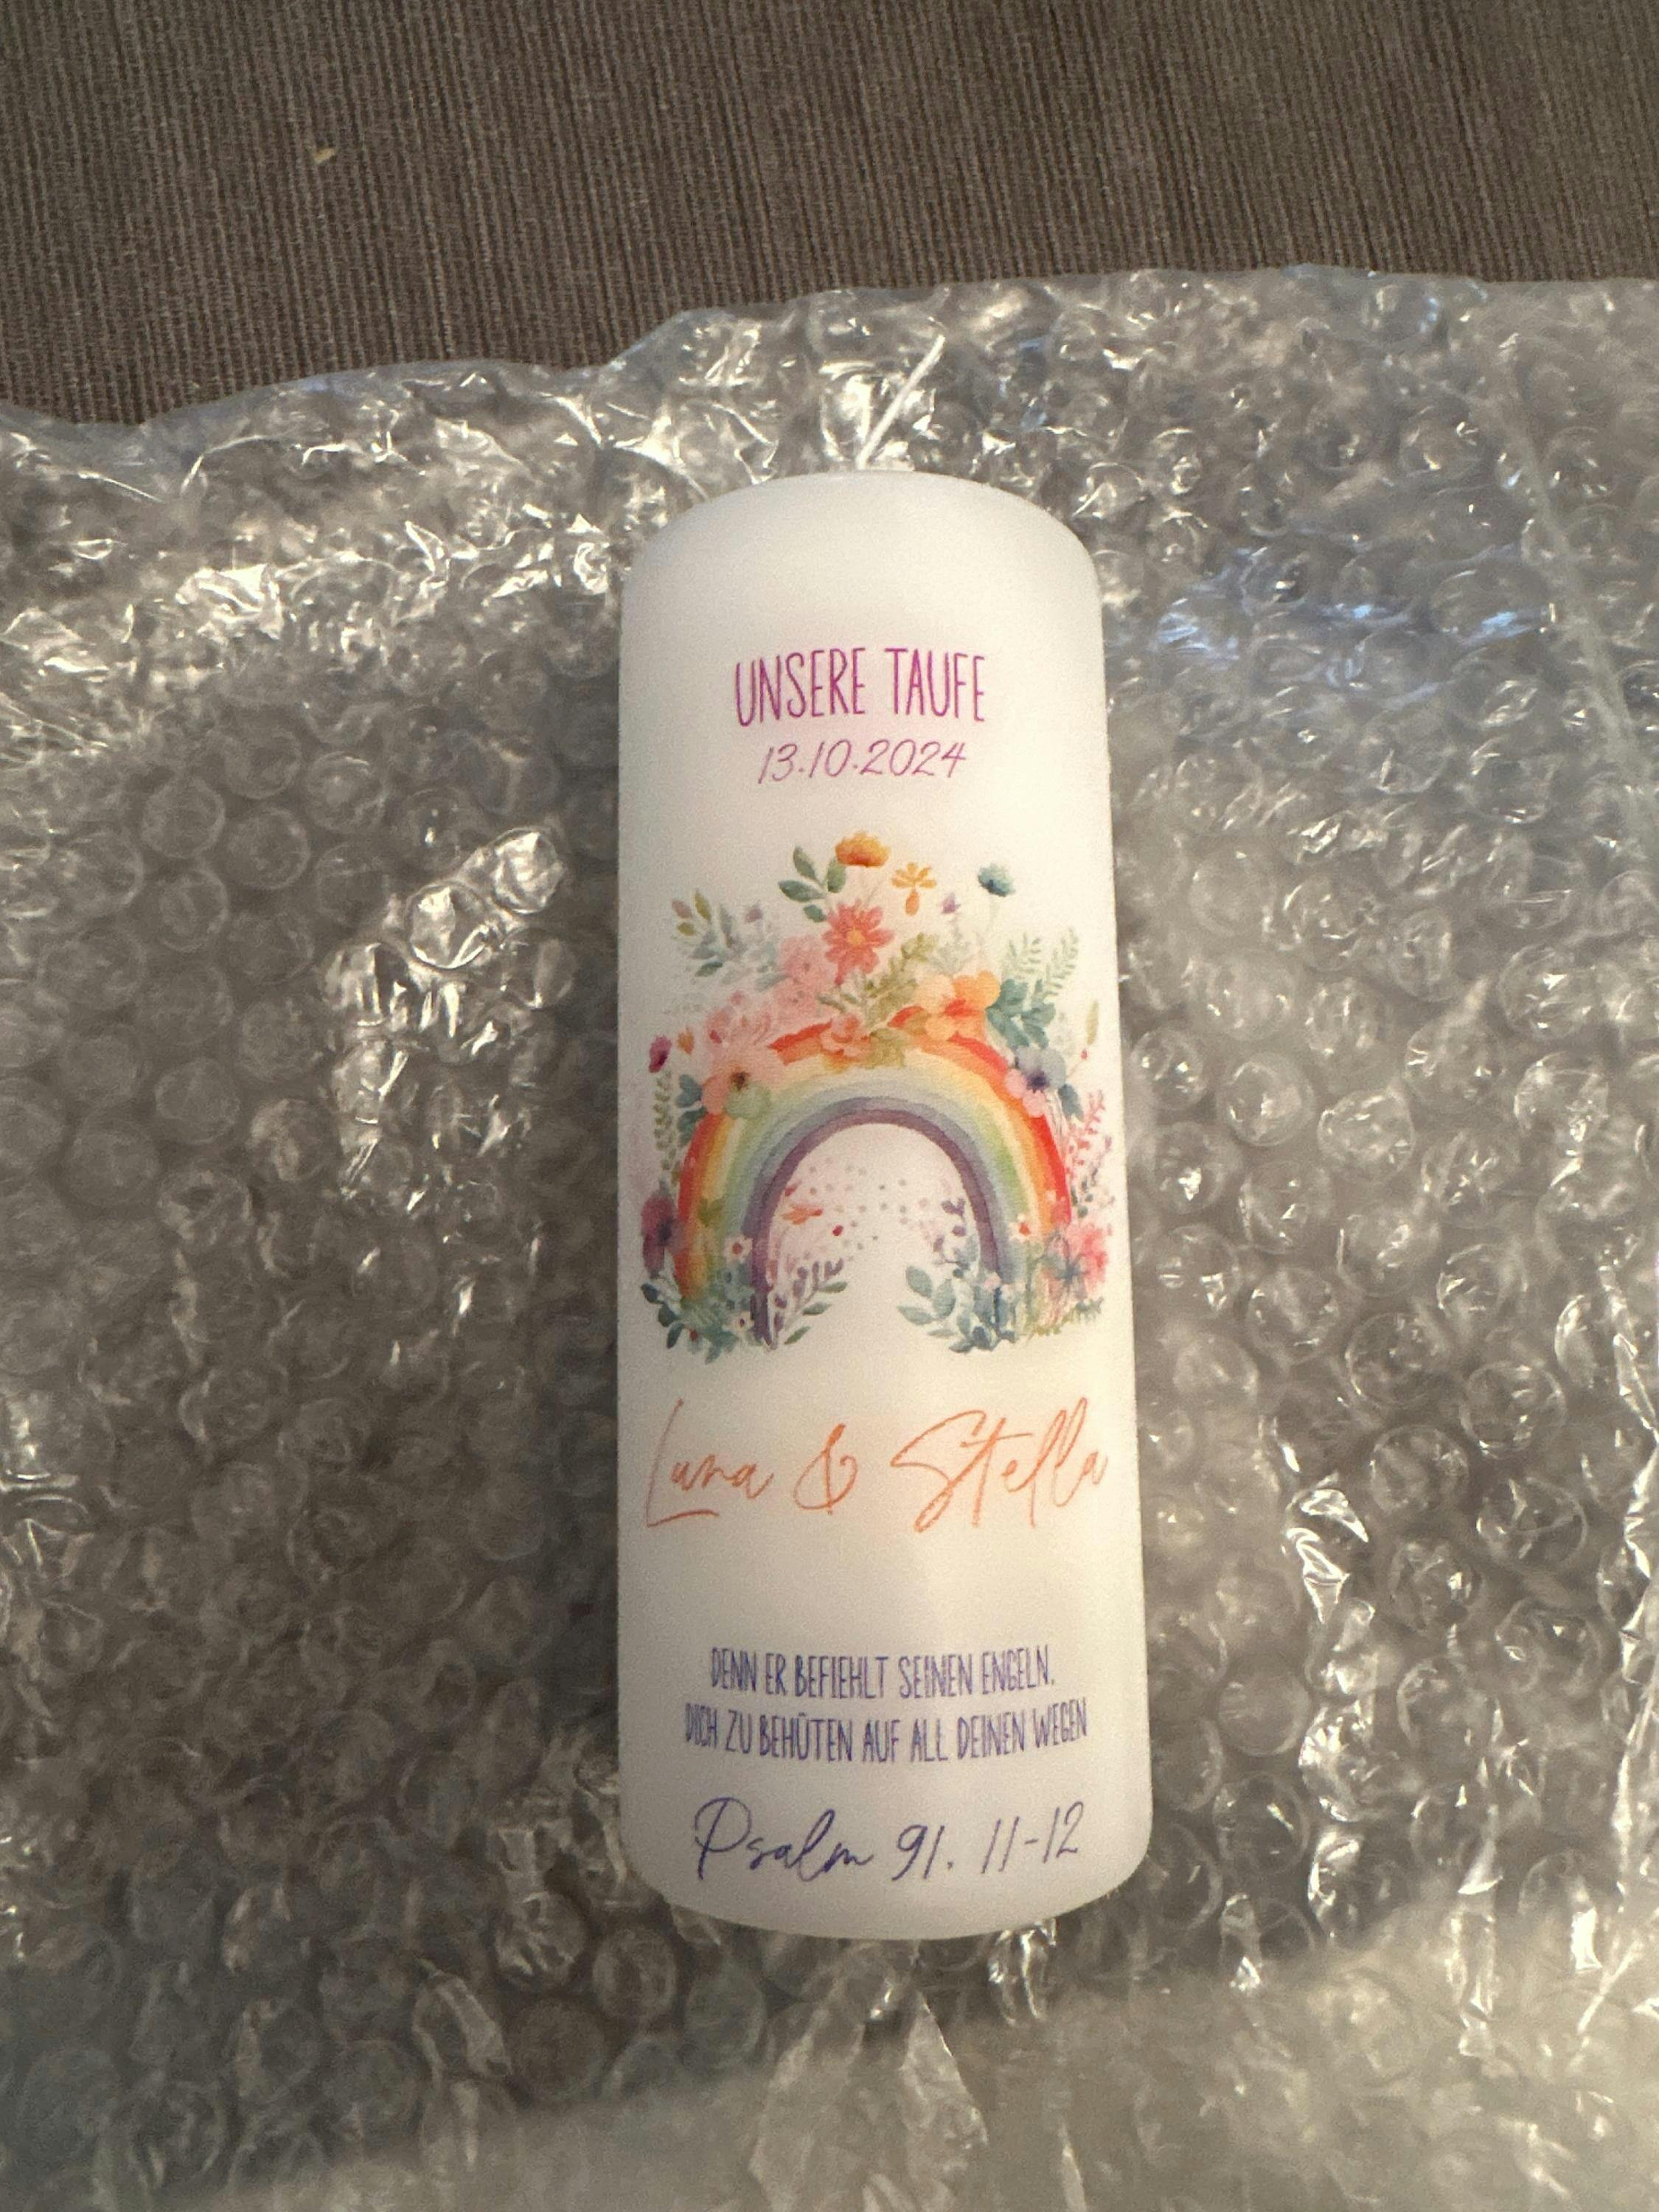 UNSERE TAUFE
13.10.2024
Luna & Stella
DENN ER BEFIEHLT SEINEN ENGELN,
DICH ZU BEHÜTEN AUF ALL DEINEN WEGEN
Psalm 91, 11-12